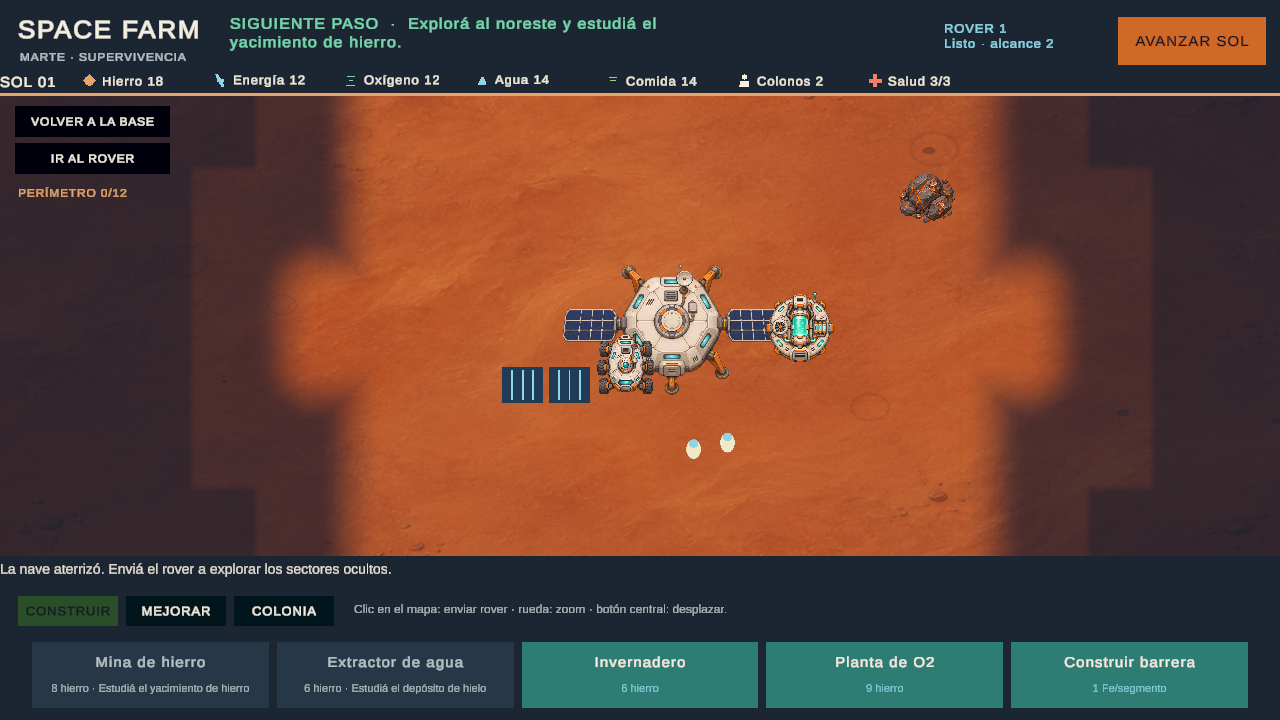 SPACE FARM
MARTE · SUPERVIVENCIA
SIGUIENTE PASO · Explorá al noreste y estudiá el
yacimiento de hierro.
ROVER 1
Listo · alcance 2
AVANZAR SOL
SOL 01
Hierro 18
Energía 12
Oxígeno 12
Agua 14
Comida 14
Colonos 2
Salud 3/3
VOLVER A LA BASE
IR AL ROVER
PERÍMETRO 0/12
La nave aterrizó. Enviá el rover a explorar los sectores ocultos.
CONSTRUIR
MEJORAR
COLONIA
Clic en el mapa: enviar rover · rueda: zoom · botón central: desplazar.
Mina de hierro
8 hierro · Estudiá el yacimiento de hierro
Extractor de agua
6 hierro · Estudiá el depósito de hielo
Invernadero
6 hierro
Planta de O2
9 hierro
Construir barrera
1 Fe/segmento